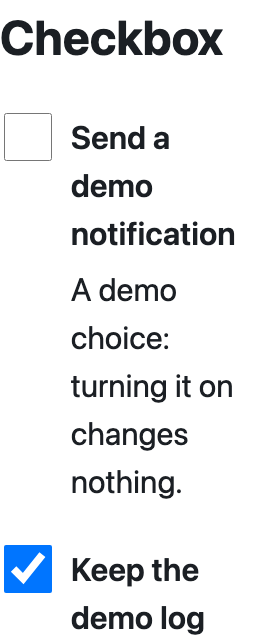 Checkbox
Send a
demo
notification
A demo
choice:
turning it on
changes
nothing.
Keep the
demo log